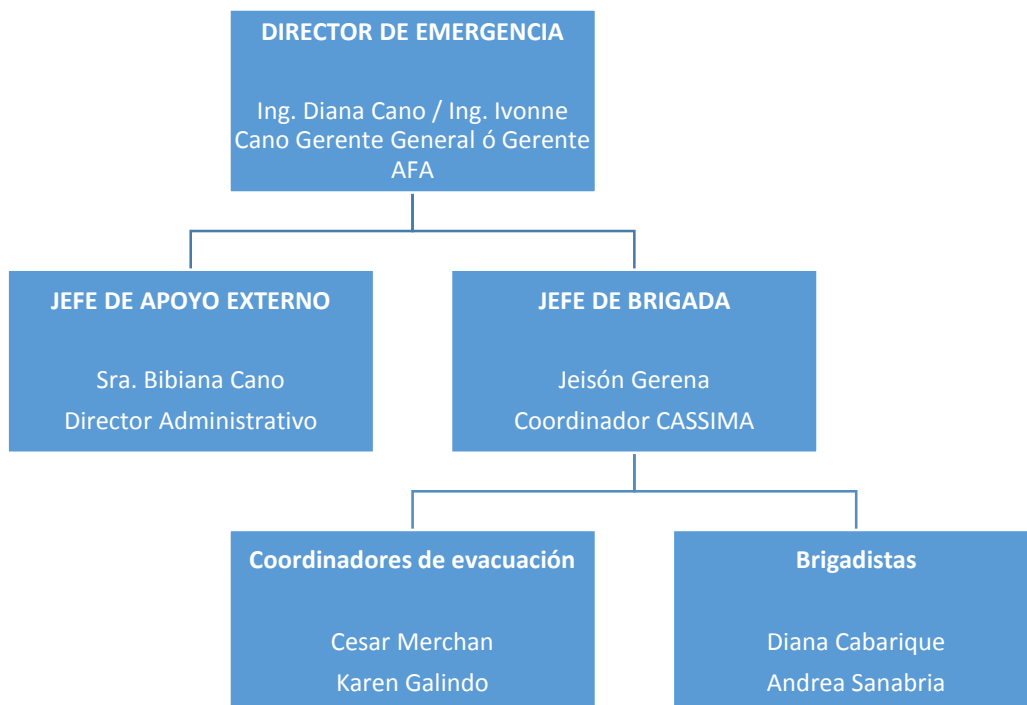 DIRECTOR DE EMERGENCIA
Ing. Diana Cano / Ing. Ivonne
Cano Gerente General ó Gerente
AFA
JEFE DE APOYO EXTERNO
Sra. Bibiana Cano
Director Administrativo
JEFE DE BRIGADA
Jeisón Gerena
Coordinador CASSIMA
Coordinadores de evacuación
Cesar Merchan
Karen Galindo
Brigadistas
Diana Cabarique
Andrea Sanabria